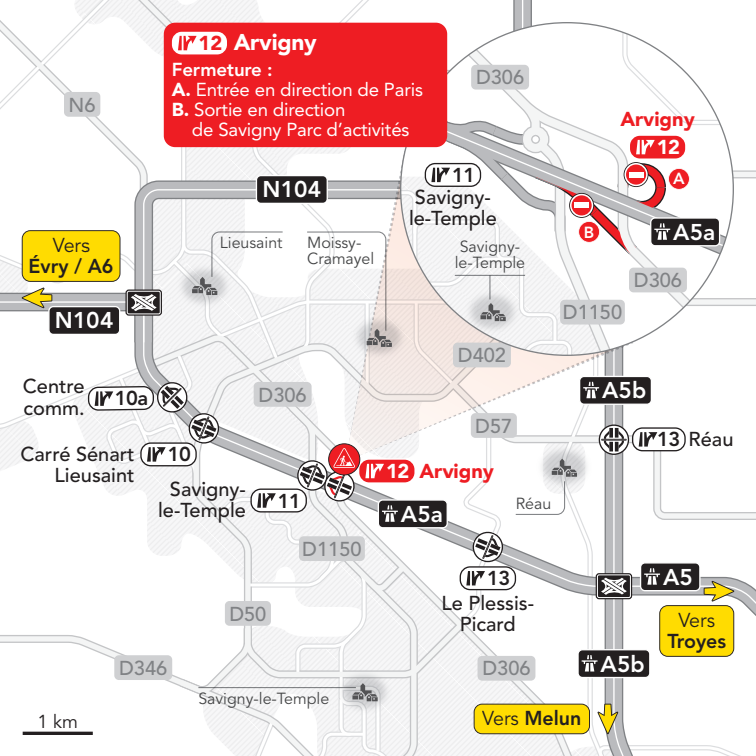 12 Arvigny
Fermeture :
A. Entrée en direction de Paris
B. Sortie en direction
de Savigny Parc d'activités
N6
D306
Arvigny
12
A
B
11
Savigny-
le-Temple
A5a
Savigny-
le-Temple
D306
D1150
N104
Vers
Évry / A6
N104
Lieusaint
Moissy-
Cramayel
D402
A5b
Centre
comm.
10a
D306
D57
13 Réau
Carré Sénart
Lieusaint
10
12 Arvigny
Savigny-
le-Temple
11
A5a
Réau
D1150
13
Le Plessis-
Picard
A5
Vers
Troyes
D50
D346
D306
A5b
Savigny-le-Temple
Vers Melun
1 km